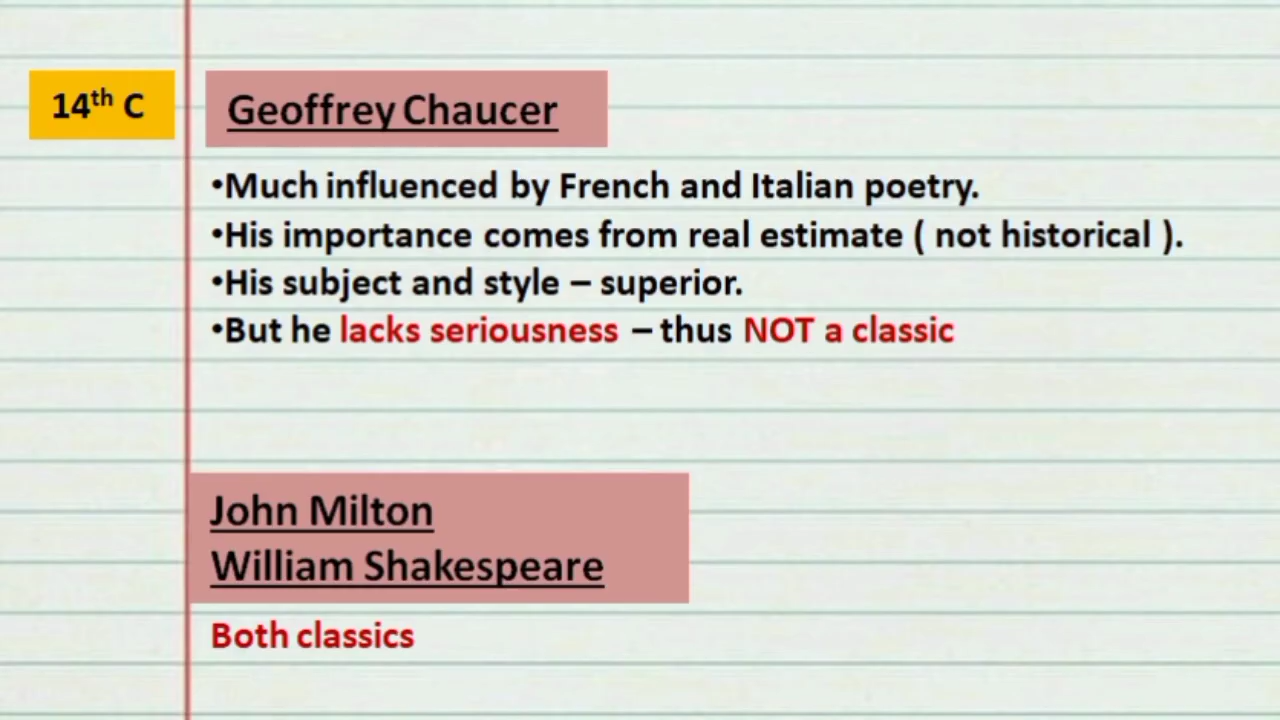 14th C
Geoffrey Chaucer
•Much influenced by French and Italian poetry.
•His importance comes from real estimate ( not historical ).
•His subject and style – superior.
•But he lacks seriousness – thus NOT a classic
John Milton
William Shakespeare
Both classics